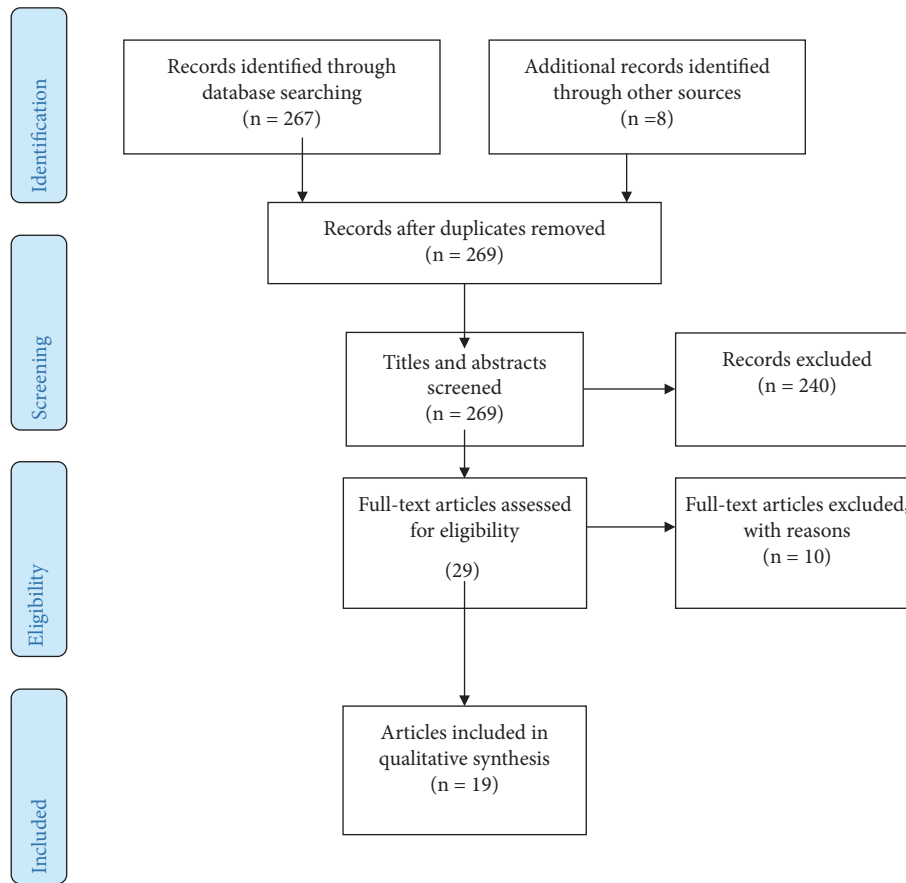 Identification
Records identified through
database searching
(n = 267)
Additional records identified
through other sources
(n =8)
Records after duplicates removed
(n = 269)
Screening
Titles and abstracts
screened
(n = 269)
Records excluded
(n = 240)
Eligibility
Full-text articles assessed
for eligibility
(29)
Full-text articles excluded,
with reasons
(n = 10)
Included
Articles included in
qualitative synthesis
(n = 19)